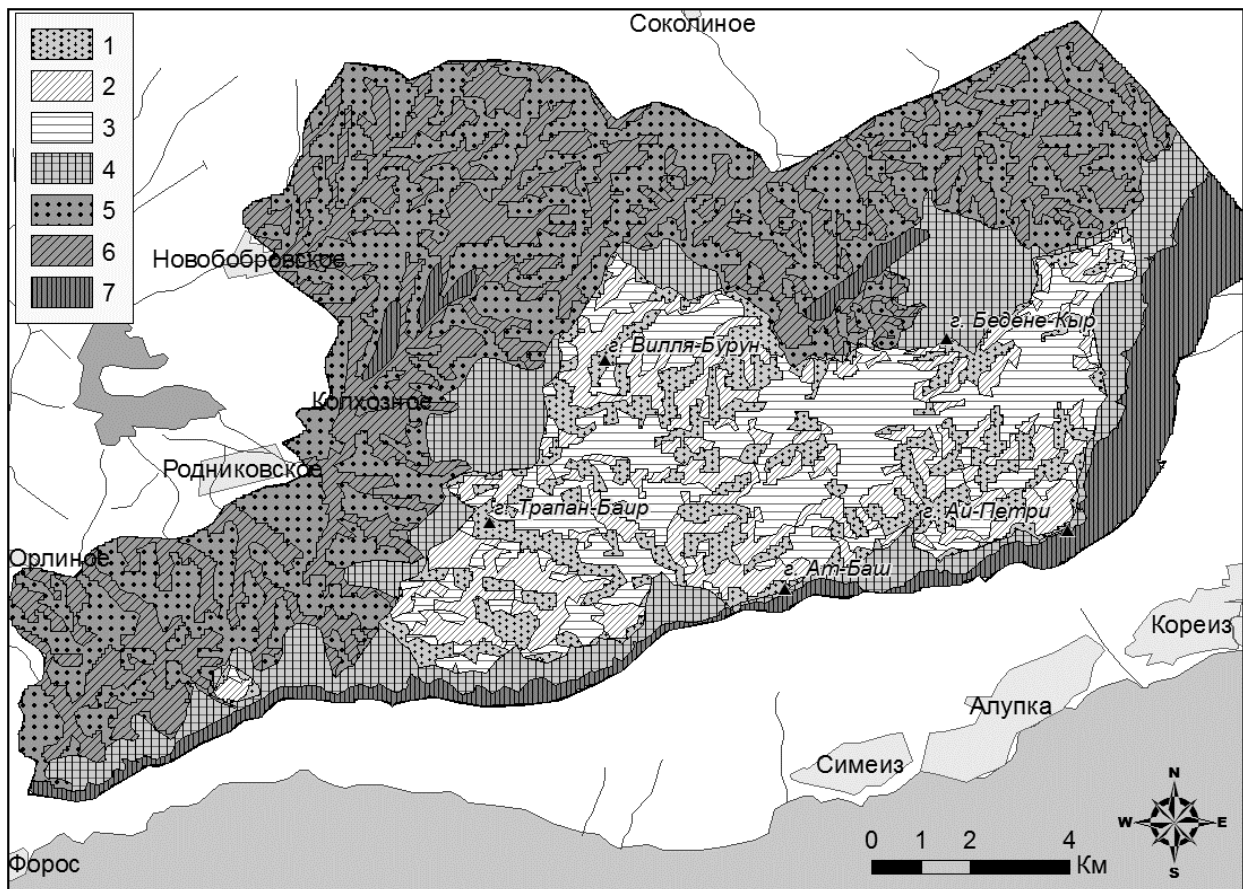 Соколиное
1
2
3
4
5
6
7
Новобобровское
г. Бедене-Кыр
г. Вилля-Бурун
Колхозное
Родниковское
г. Трапан-Баир
г. Ай-Петри
Орлиное
г. Ат-Баш
Кореиз
Алупка
Симеиз
N
W E
S
0 1 2 4
Км
Форос